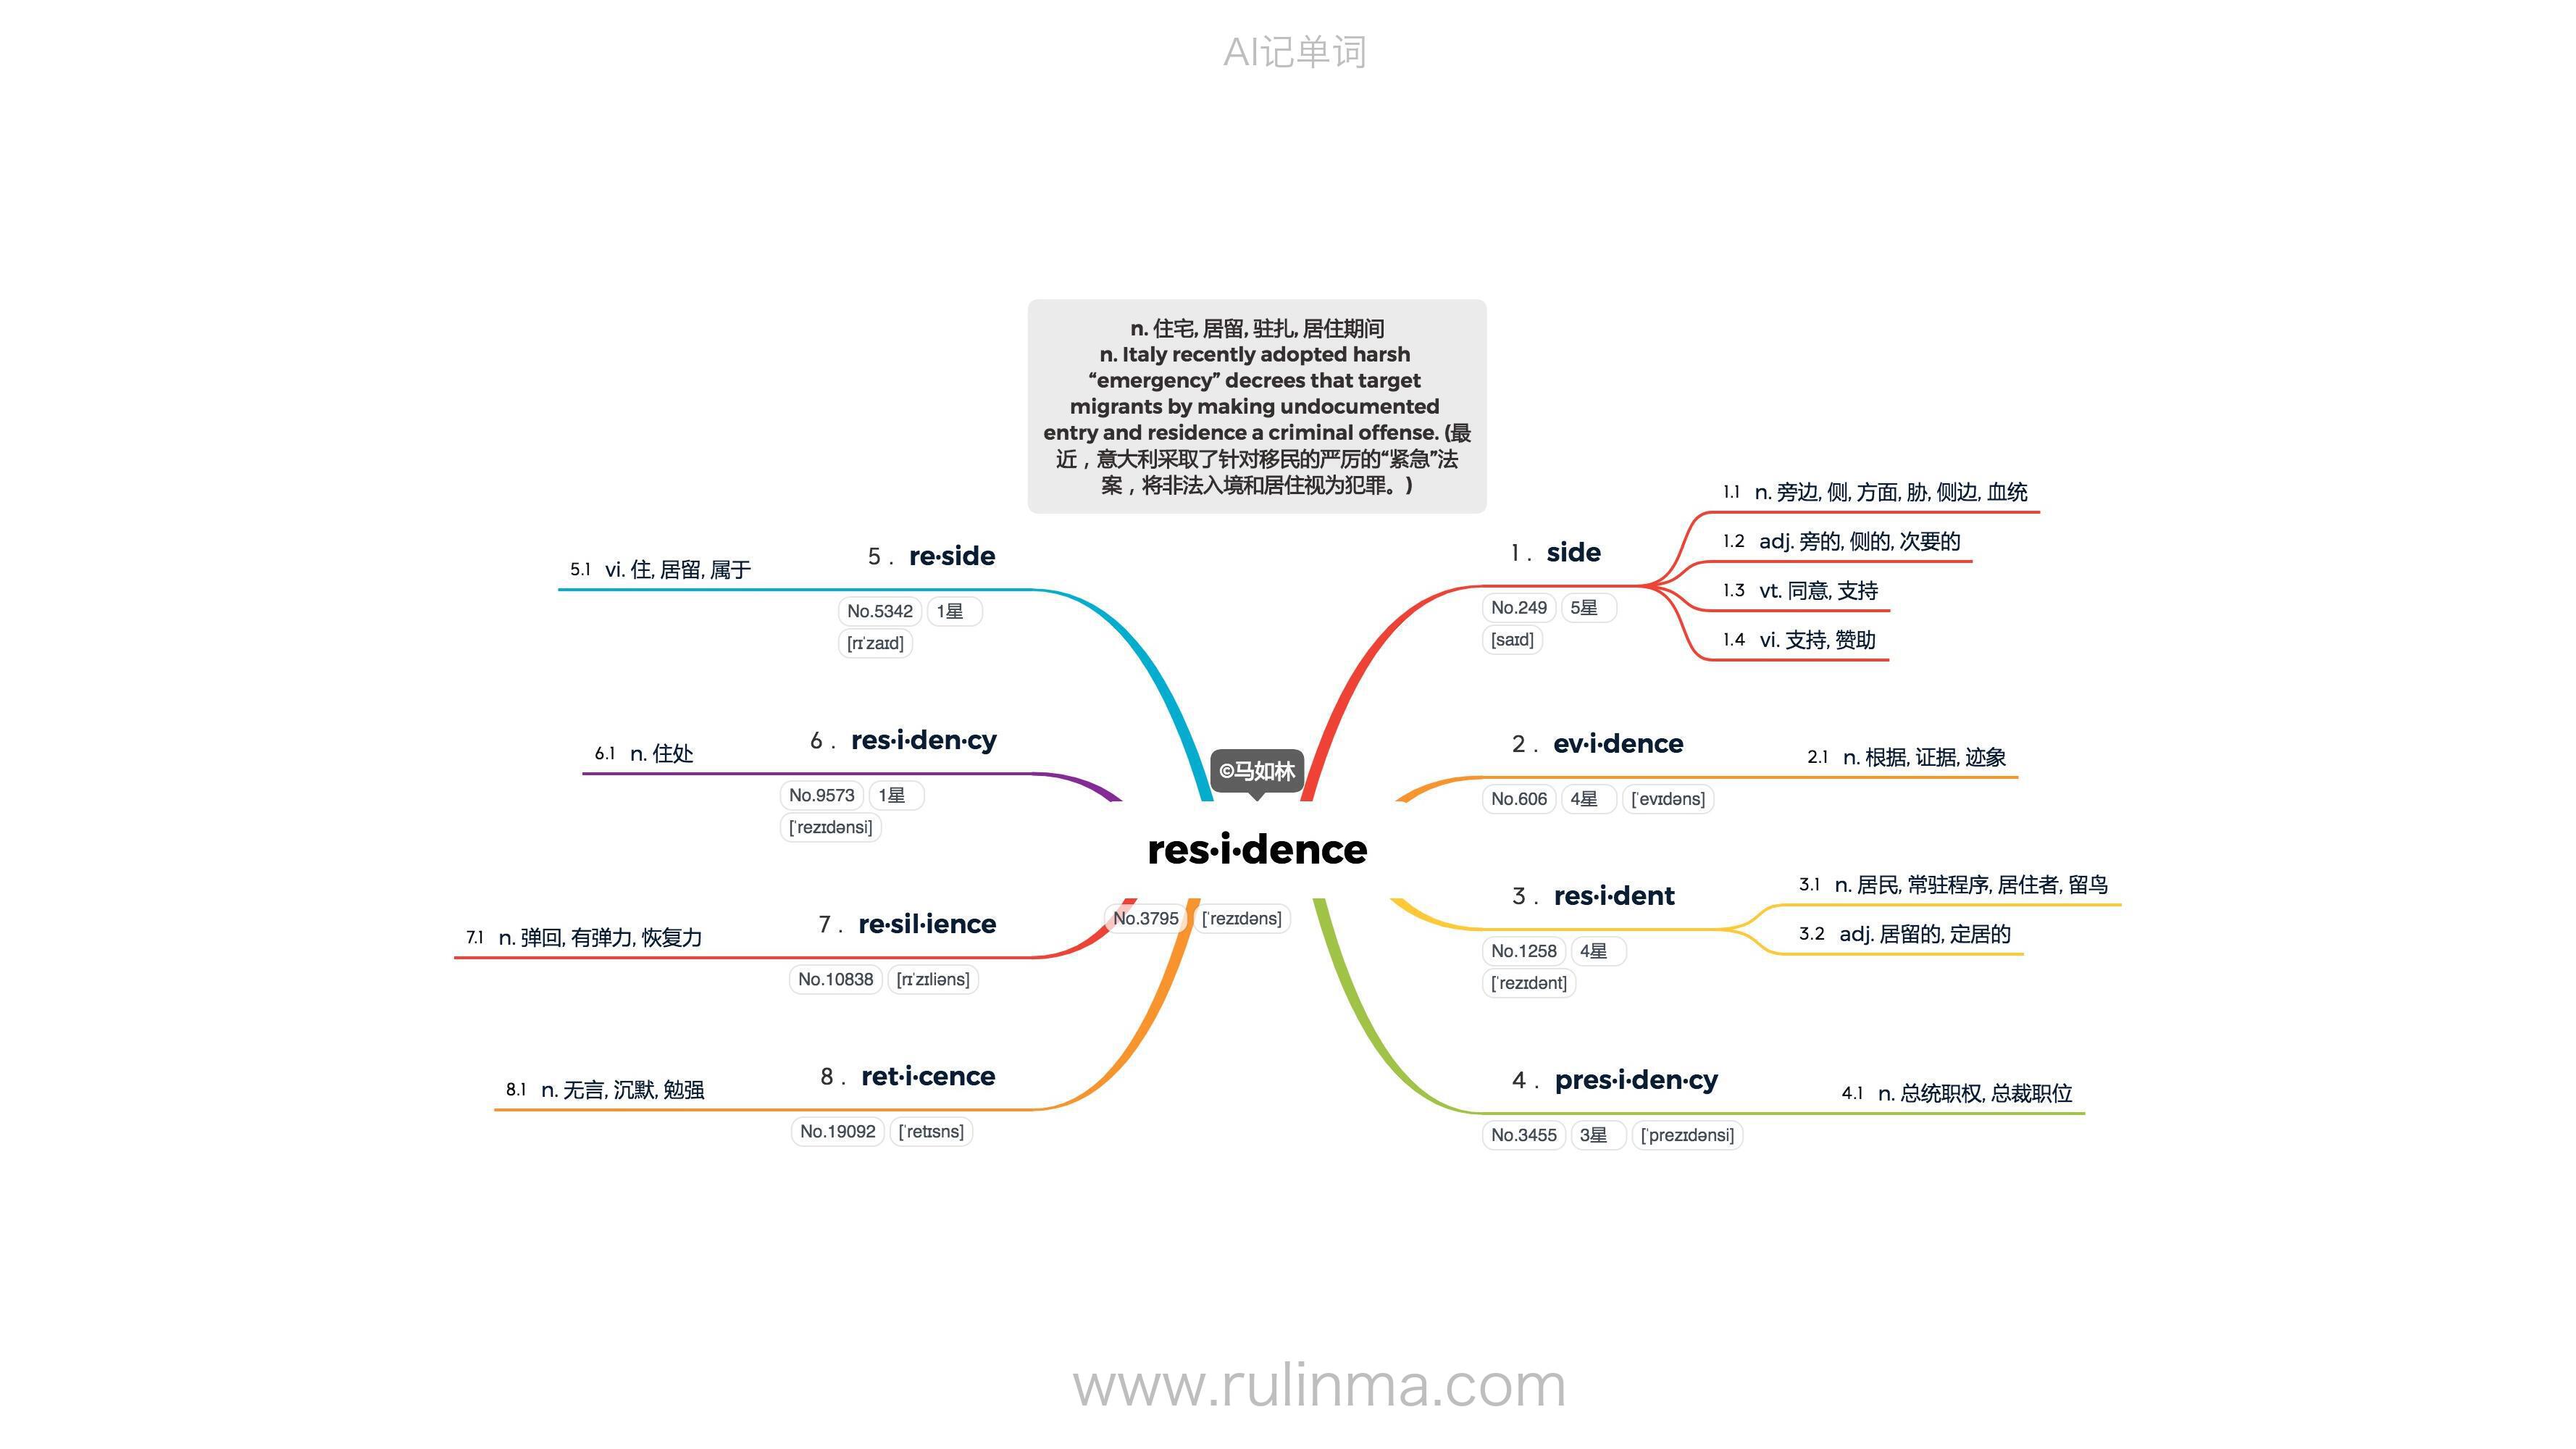 AI记单词
n. 住宅, 居留, 驻扎, 居住期间
n. Italy recently adopted harsh
“emergency” decrees that target
migrants by making undocumented
entry and residence a criminal offense. (最
近，意大利采取了针对移民的严厉的“紧急”法
案，将非法入境和居住视为犯罪。)
©马如林
res·i·dence
No.3795 [ˈrezɪdəns]
1. side
No.249 5星
[saɪd]
1.1 n. 旁边, 侧, 方面, 胁, 侧边, 血统
1.2 adj. 旁的, 侧的, 次要的
1.3 vt. 同意, 支持
1.4 vi. 支持, 赞助
2. ev·i·dence
No.606 4星 [ˈevɪdəns]
2.1 n. 根据, 证据, 迹象
3. res·i·dent
No.1258 4星
[ˈrezɪdənt]
3.1 n. 居民, 常驻程序, 居住者, 留鸟
3.2 adj. 居留的, 定居的
4. pres·i·den·cy
No.3455 3星 [ˈprezɪdənsi]
4.1 n. 总统职权, 总裁职位
5. re·side
No.5342 1星
[rɪˈzaɪd]
5.1 vi. 住, 居留, 属于
6. res·i·den·cy
No.9573 1星
[ˈrezɪdənsi]
6.1 n. 住处
7. re·sil·ience
No.10838 [rɪˈzɪliəns]
7.1 n. 弹回, 有弹力, 恢复力
8. ret·i·cence
No.19092 [ˈretɪsns]
8.1 n. 无言, 沉默, 勉强
www.rulinma.com